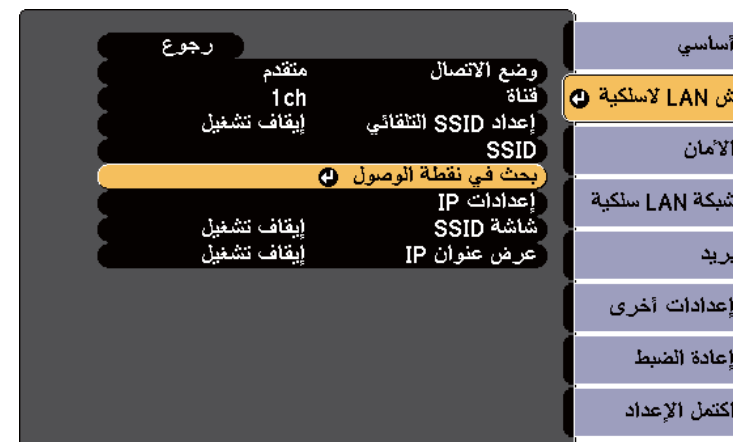 أساسي
ش LAN لاسلكية
الأمان
شبكة LAN سلكية
بريد
إعدادات أخرى
إعادة الضبط
اكتمل الإعداد
رجوع
وضع الاتصال متقدم
قناة 1ch
إعداد SSID التلقائي إيقاف تشغيل
SSID
بحث في نقطة الوصول
إعدادات IP
شاشة SSID إيقاف تشغيل
عرض عنوان IP إيقاف تشغيل